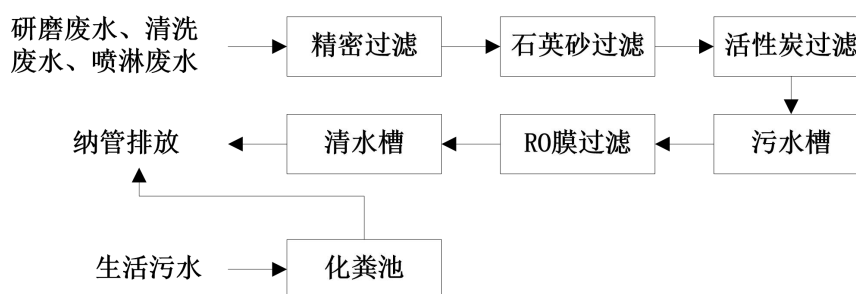 研磨废水、清洗
废水、喷淋废水
精密过滤
石英砂过滤
活性炭过滤
纳管排放
清水槽
RO膜过滤
污水槽
生活污水
化粪池